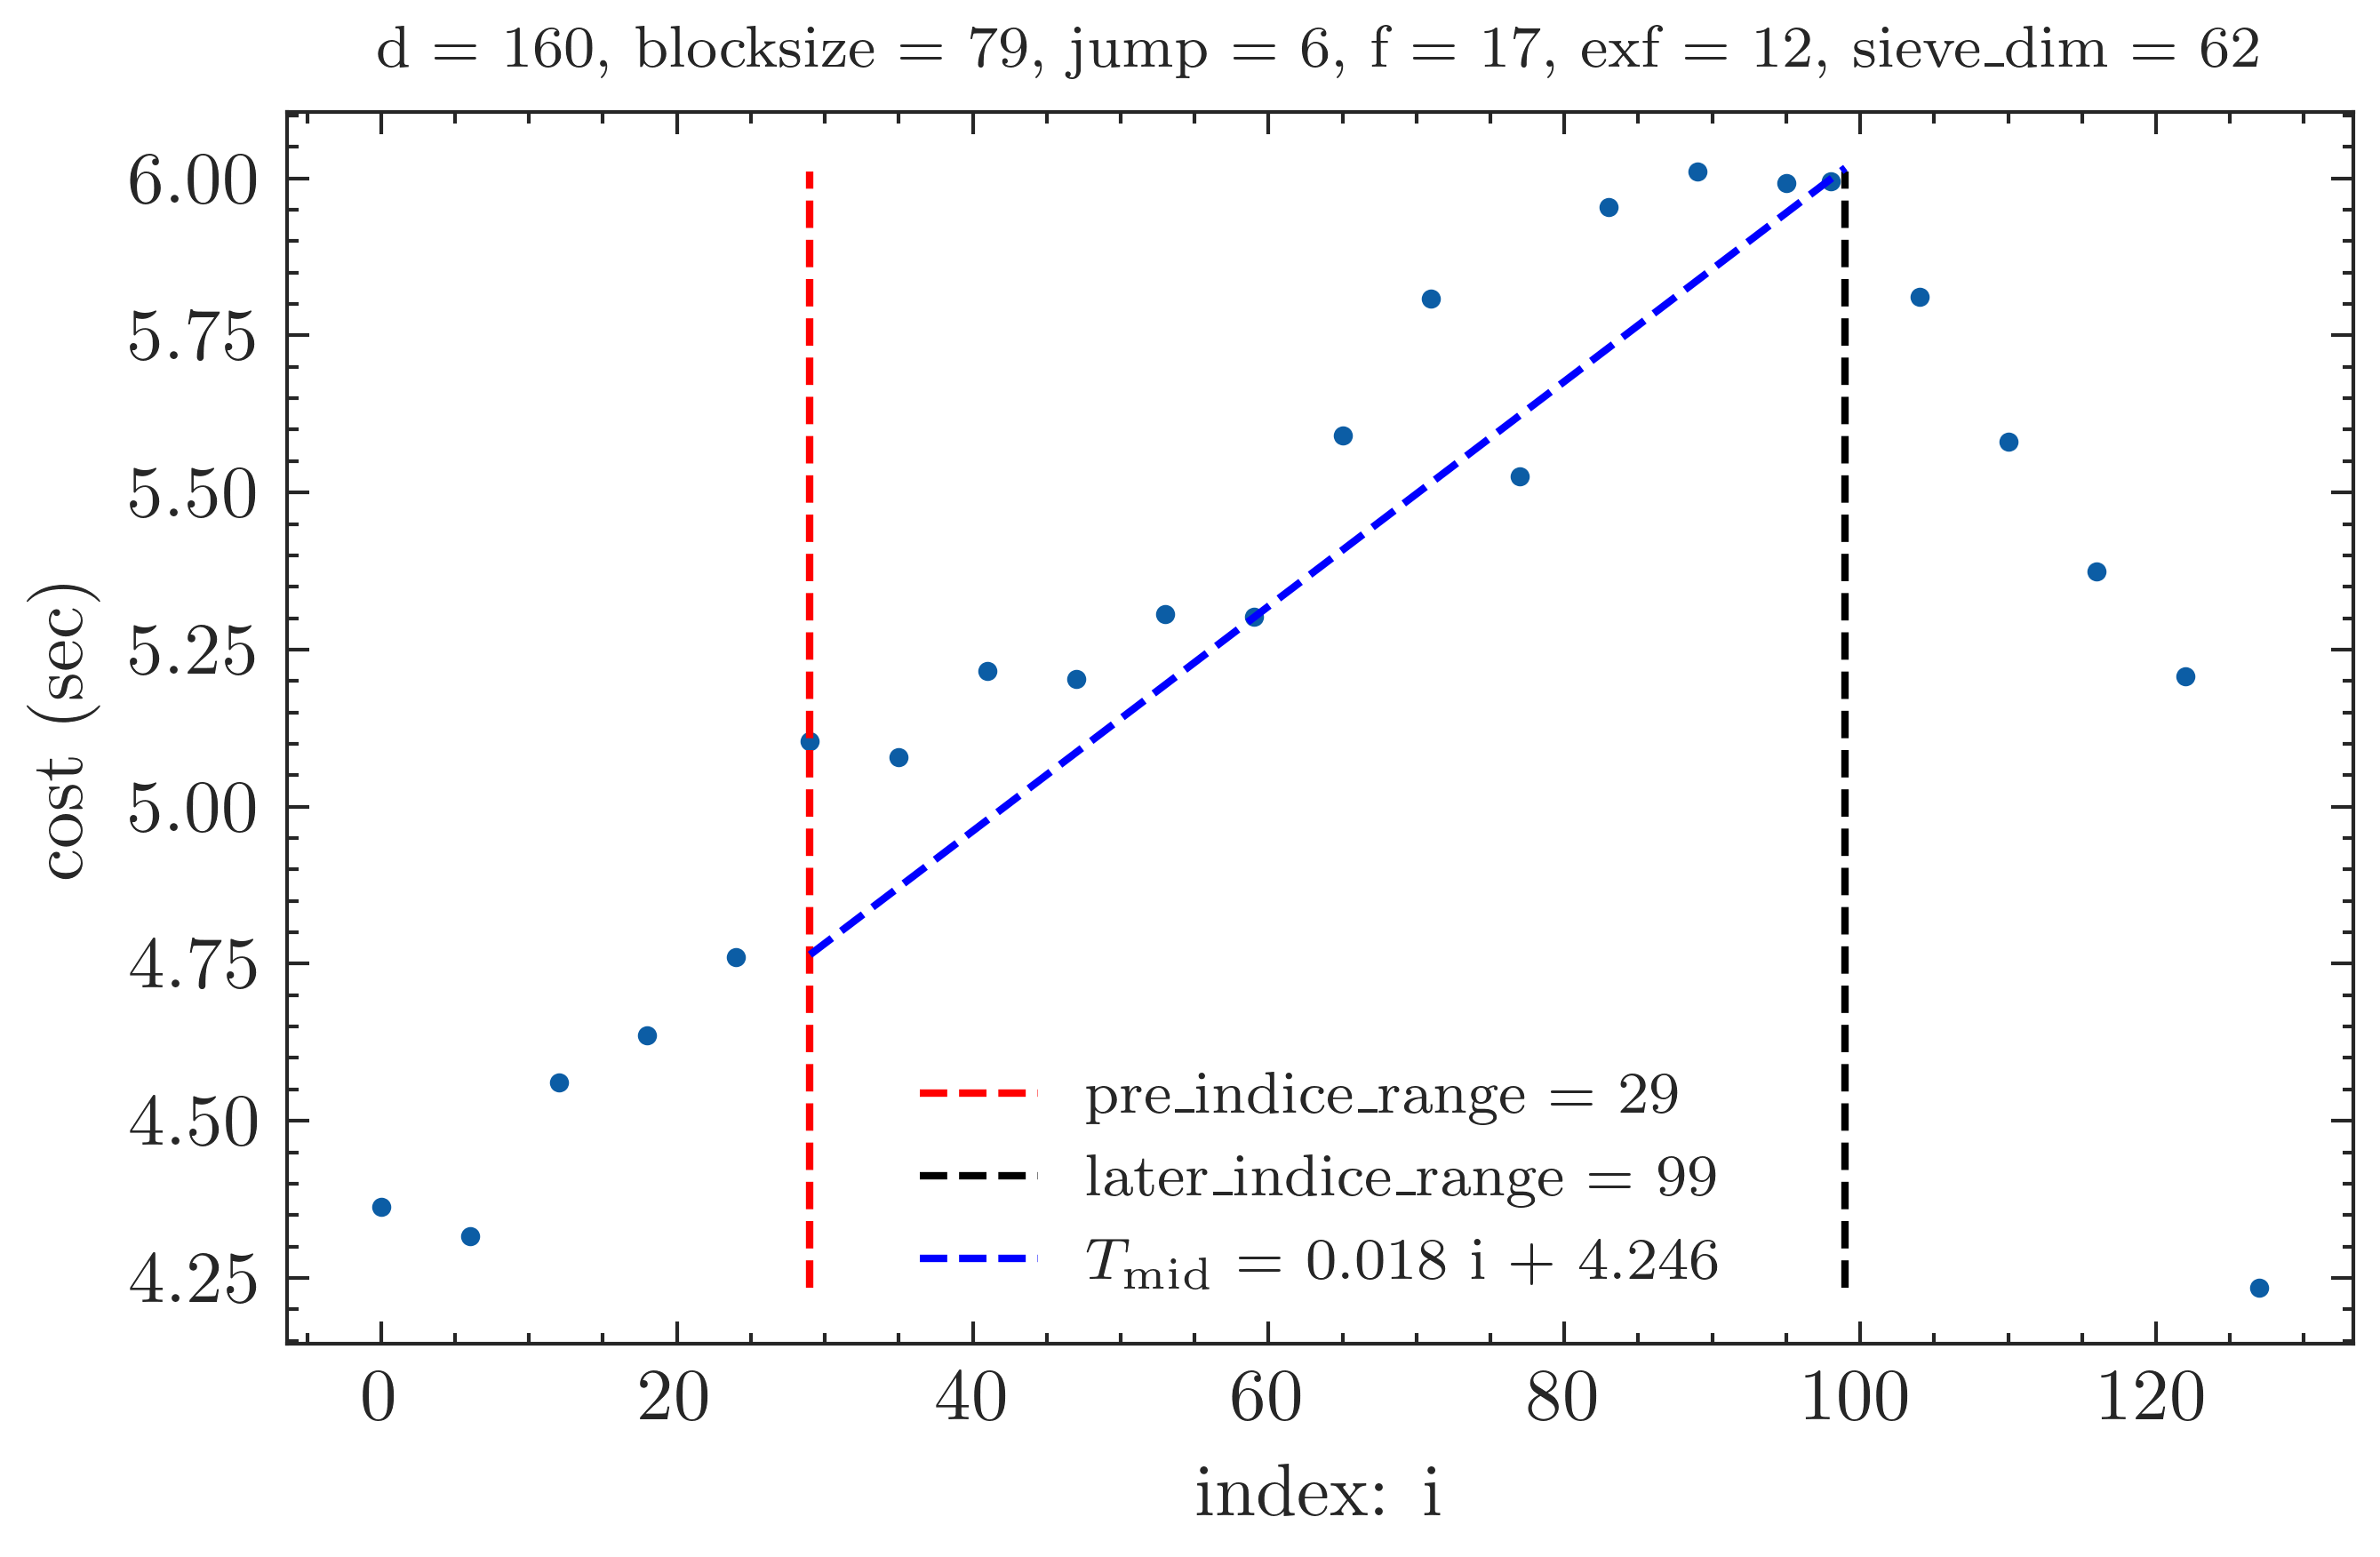 d = 160, blocksize = 79, jump = 6, f = 17, exf = 12, sieve_dim = 62
6.00
5.75
5.50
5.25
5.00
4.75
4.50
4.25
cost (sec)
pre_indice_range = 29
later_indice_range = 99
T_mid = 0.018 i + 4.246
0 20 40 60 80 100 120
index: i